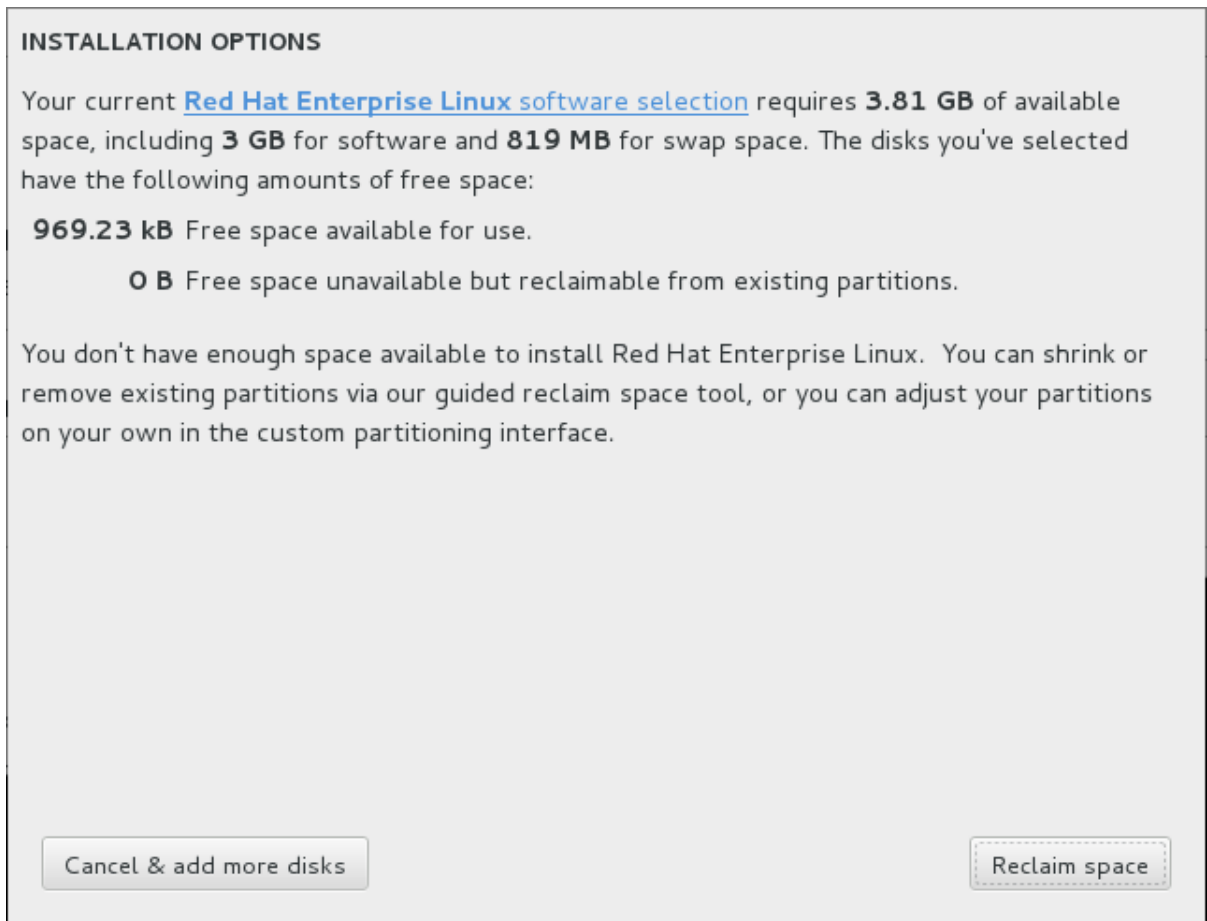 INSTALLATION OPTIONS
Your current Red Hat Enterprise Linux software selection requires 3.81 GB of available
space, including 3 GB for software and 819 MB for swap space. The disks you've selected
have the following amounts of free space:
969.23 kB Free space available for use.
0 B Free space unavailable but reclaimable from existing partitions.
You don't have enough space available to install Red Hat Enterprise Linux.  You can shrink or
remove existing partitions via our guided reclaim space tool, or you can adjust your partitions
on your own in the custom partitioning interface.
Cancel & add more disks
Reclaim space